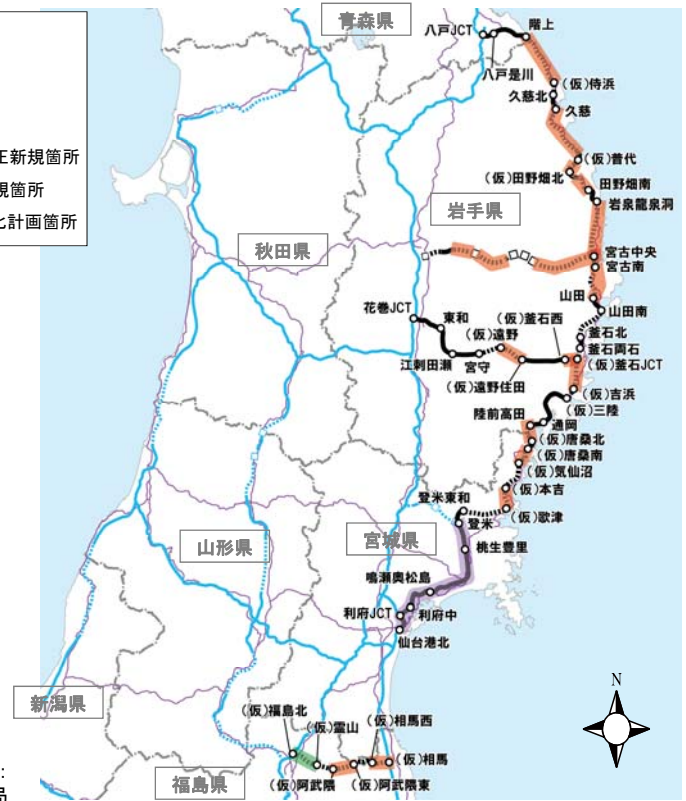 青森県
八戸JCT
階上
八戸是川
(仮)侍浜
久慈北
久慈
正新規箇所
規箇所
化計画箇所
(仮)普代
(仮)田野畑北
田野畑南
岩泉龍泉洞
岩手県
秋田県
宮古中央
宮古南
山田
山田南
花巻JCT
東和
(仮)遠野
(仮)釜石西
釜石北
釜石両石
(仮)釜石JCT
江刺田瀬
宮守
(仮)遠野住田
(仮)吉浜
(仮)三陸
陸前高田
通岡
(仮)唐桑北
(仮)唐桑南
(仮)気仙沼
(仮)本吉
(仮)歌津
登米東和
登米
山形県
宮城県
桃生豊里
鳴瀬奥松島
利府JCT
利府中
仙台港北
新潟県
N
(仮)福島北
(仮)霊山
(仮)相馬西
(仮)相馬
福島県
(仮)阿武隈
(仮)阿武隈東
:
局